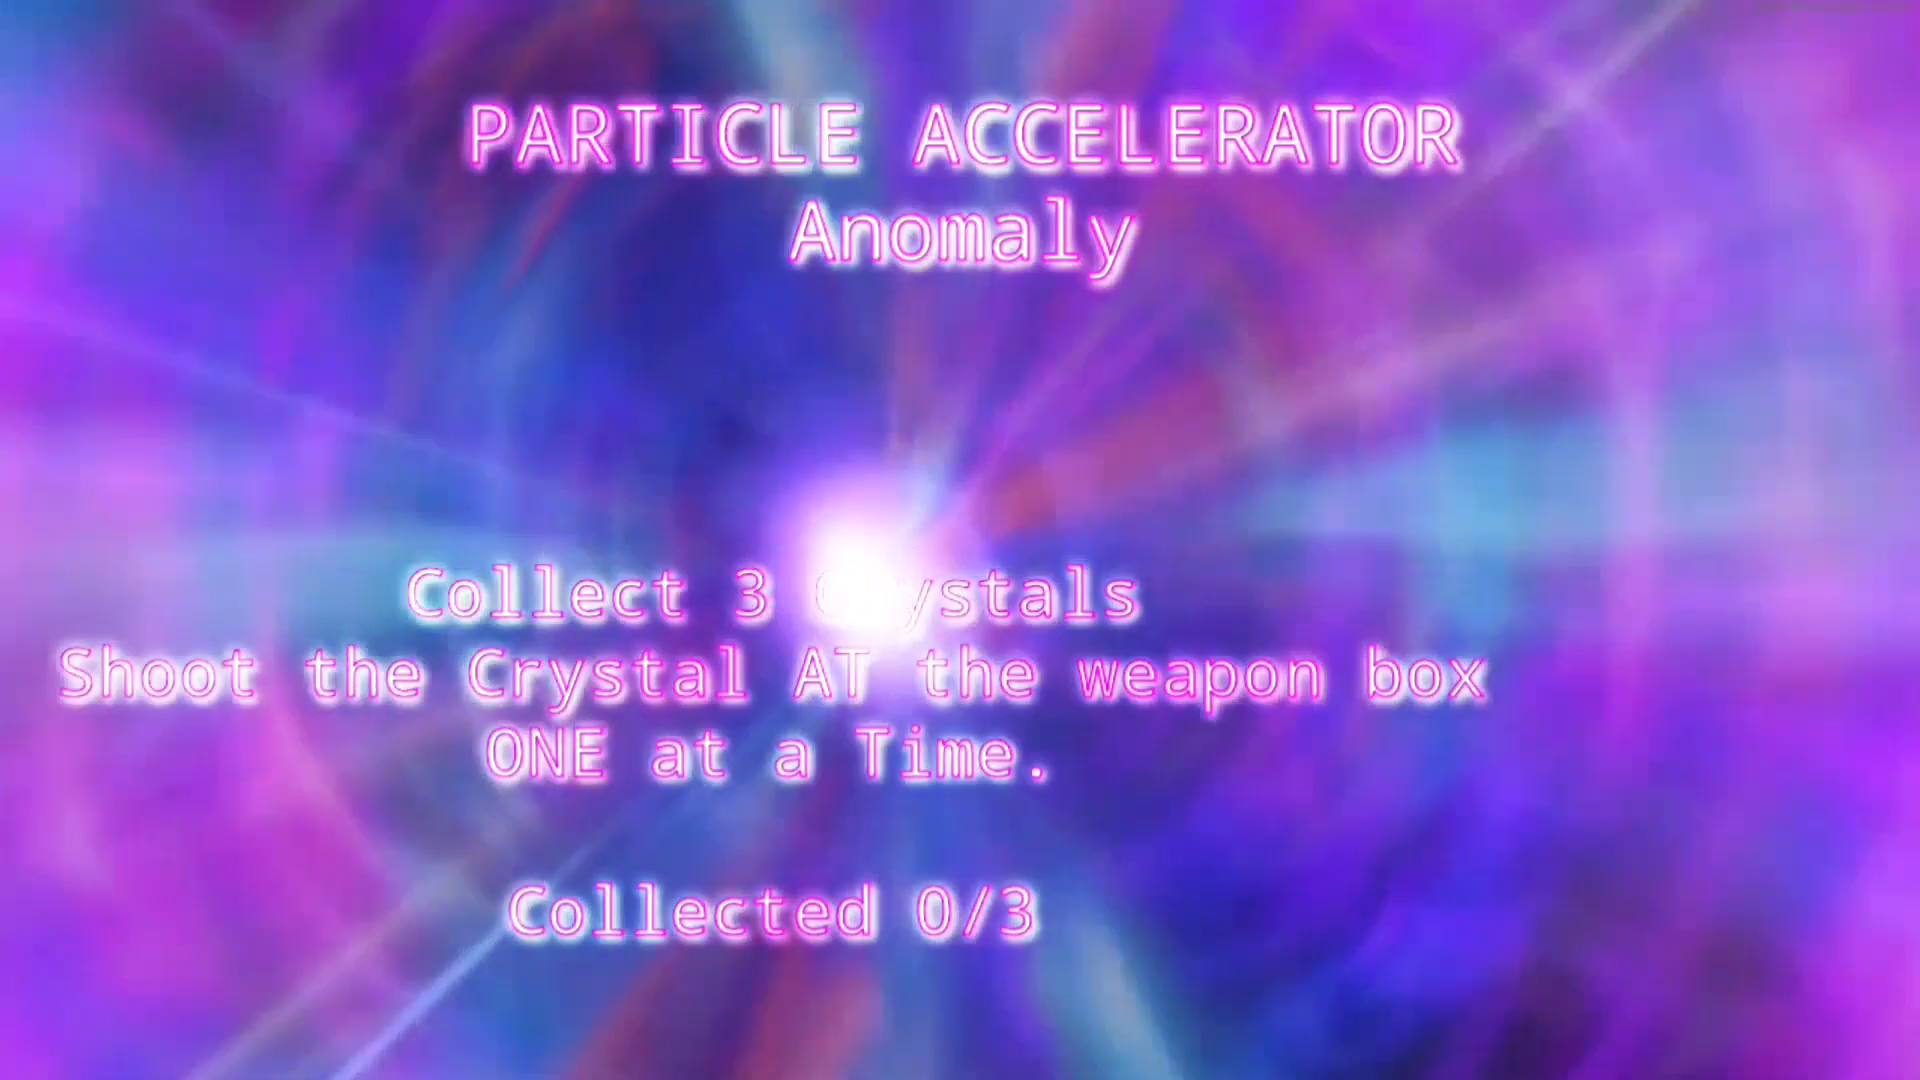 PARTICLE ACCELERATOR
Anomaly
Collect 3 Crystals
Shoot the Crystal AT the weapon box
ONE at a Time.
Collected 0/3